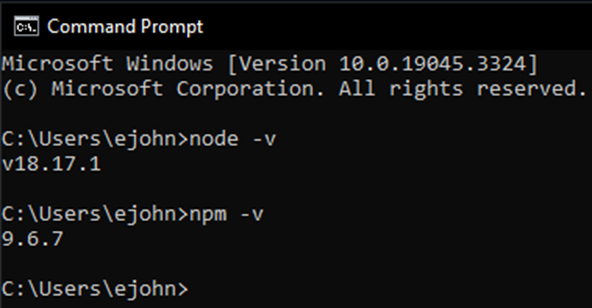 C:\.
Command Prompt
Microsoft Windows [Version 10.0.19045.3324]
(c) Microsoft Corporation. All rights reserved.
C:\Users\ejohn>node -v
v18.17.1
C:\Users\ejohn>npm -v
9.6.7
C:\Users\ejohn>